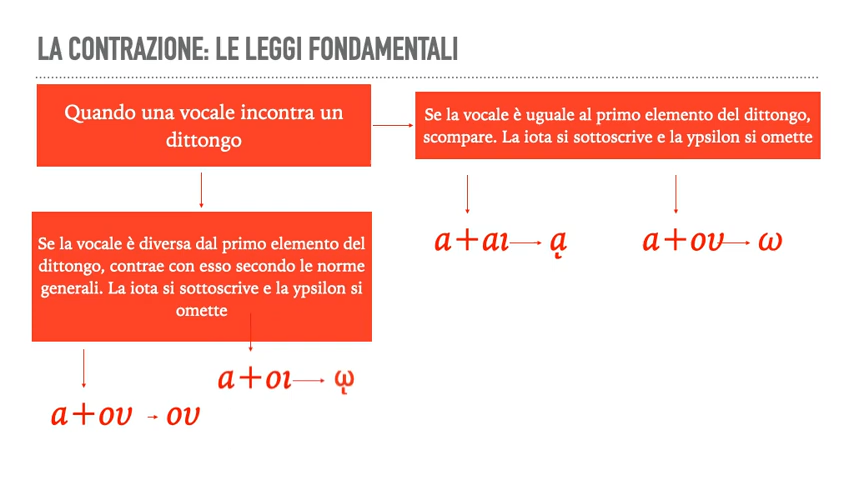 LA CONTRAZIONE: LE LEGGI FONDAMENTALI
Quando una vocale incontra un
dittongo
Se la vocale è uguale al primo elemento del dittongo,
scompare. La iota si sottoscrive e la ypsilon si omette
Se la vocale è diversa dal primo elemento del
dittongo, contrae con esso secondo le norme
generali. La iota si sottoscrive e la ypsilon si
omette
α+αι → ᾳ
α+ου → ω
α+οι → ῳ
α+ου → ου